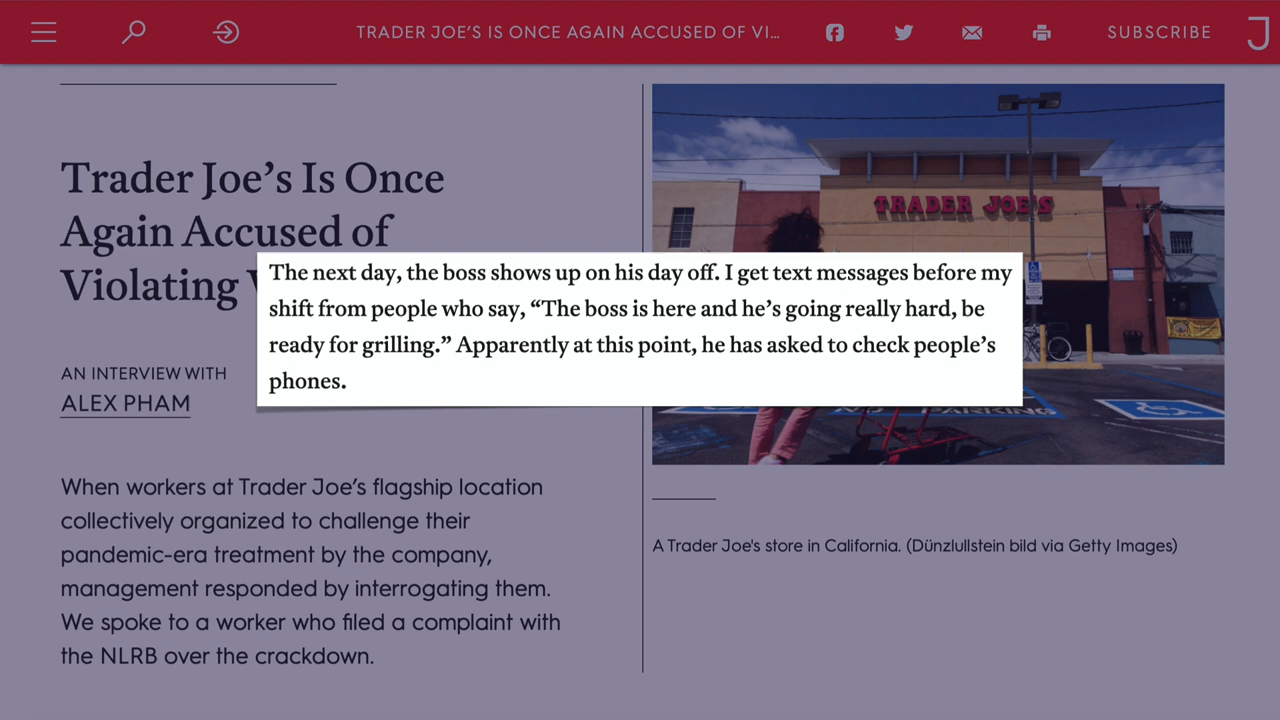 TRADER JOE’S IS ONCE AGAIN ACCUSED OF VI...
SUBSCRIBE
J
Trader Joe’s Is Once
Again Accused of
Violating
AN INTERVIEW WITH
ALEX PHAM
When workers at Trader Joe’s flagship location
collectively organized to challenge their
pandemic-era treatment by the company,
management responded by interrogating them.
We spoke to a worker who filed a complaint with
the NLRB over the crackdown.
The next day, the boss shows up on his day off. I get text messages before my
shift from people who say, “The boss is here and he’s going really hard, be
ready for grilling.” Apparently at this point, he has asked to check people’s
phones.
TRADER JOE'S
PARKING
A Trader Joe's store in California. (Dünzlullstein bild via Getty Images)